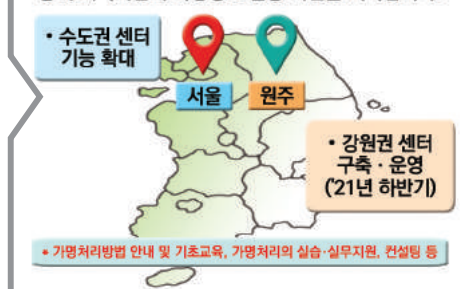 • 수도권 센터
기능 확대
서울
원주
• 강원권 센터
구축·운영
('21년 하반기)
* 가명처리방법 안내 및 기초교육, 가명처리의 실습·실무지원, 컨설팅 등